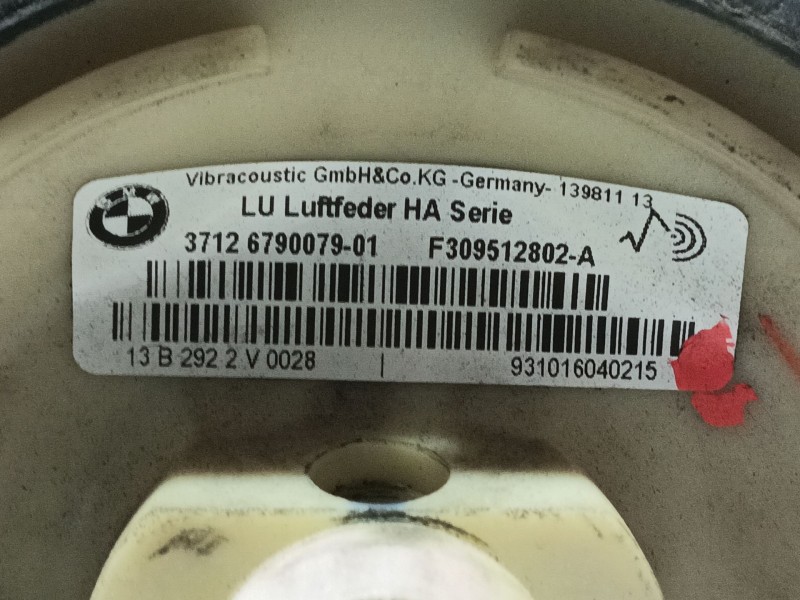 Vibracoustic GmbH&Co.KG -Germany- 139811 13
BMW
LU Luftfeder HA Serie
3712 6790079-01 F309512802-A
13 B 292 2 V 0028 | 931016040215